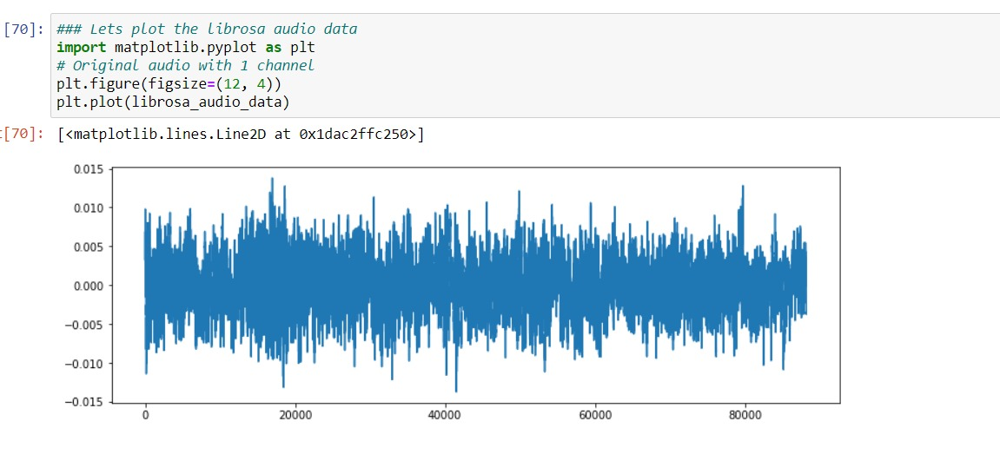 [70]: ### Lets plot the librosa audio data
import matplotlib.pyplot as plt
# Original audio with 1 channel
plt.figure(figsize=(12, 4))
plt.plot(librosa_audio_data)
t[70]: [<matplotlib.lines.Line2D at 0x1dac2ffc250>]
0.015
0.010
0.005
0.000
−0.005
−0.010
−0.015
0 20000 40000 60000 80000